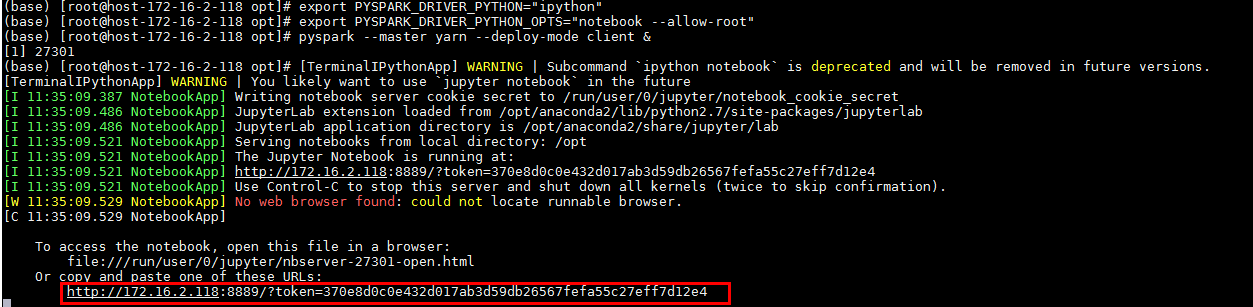 (base) [root@host-172-16-2-118 opt]# export PYSPARK_DRIVER_PYTHON="ipython"
(base) [root@host-172-16-2-118 opt]# export PYSPARK_DRIVER_PYTHON_OPTS="notebook --allow-root"
(base) [root@host-172-16-2-118 opt]# pyspark --master yarn --deploy-mode client &
[1] 27301
(base) [root@host-172-16-2-118 opt]# [TerminalIPythonApp] WARNING | Subcommand `ipython notebook` is deprecated and will be removed in future versions.
[TerminalIPythonApp] WARNING | You likely want to use `jupyter notebook` in the future
[I 11:35:09.387 NotebookApp] Writing notebook server cookie secret to /run/user/0/jupyter/notebook_cookie_secret
[I 11:35:09.486 NotebookApp] JupyterLab extension loaded from /opt/anaconda2/lib/python2.7/site-packages/jupyterlab
[I 11:35:09.486 NotebookApp] JupyterLab application directory is /opt/anaconda2/share/jupyter/lab
[I 11:35:09.521 NotebookApp] Serving notebooks from local directory: /opt
[I 11:35:09.521 NotebookApp] The Jupyter Notebook is running at:
[I 11:35:09.521 NotebookApp] http://172.16.2.118:8889/?token=370e8d0c0e432d017ab3d59db26567fefa55c27eff7d12e4
[I 11:35:09.521 NotebookApp] Use Control-C to stop this server and shut down all kernels (twice to skip confirmation).
[W 11:35:09.529 NotebookApp] No web browser found: could not locate runnable browser.
[C 11:35:09.529 NotebookApp]
To access the notebook, open this file in a browser:
file:///run/user/0/jupyter/nbserver-27301-open.html
Or copy and paste one of these URLs:
http://172.16.2.118:8889/?token=370e8d0c0e432d017ab3d59db26567fefa55c27eff7d12e4